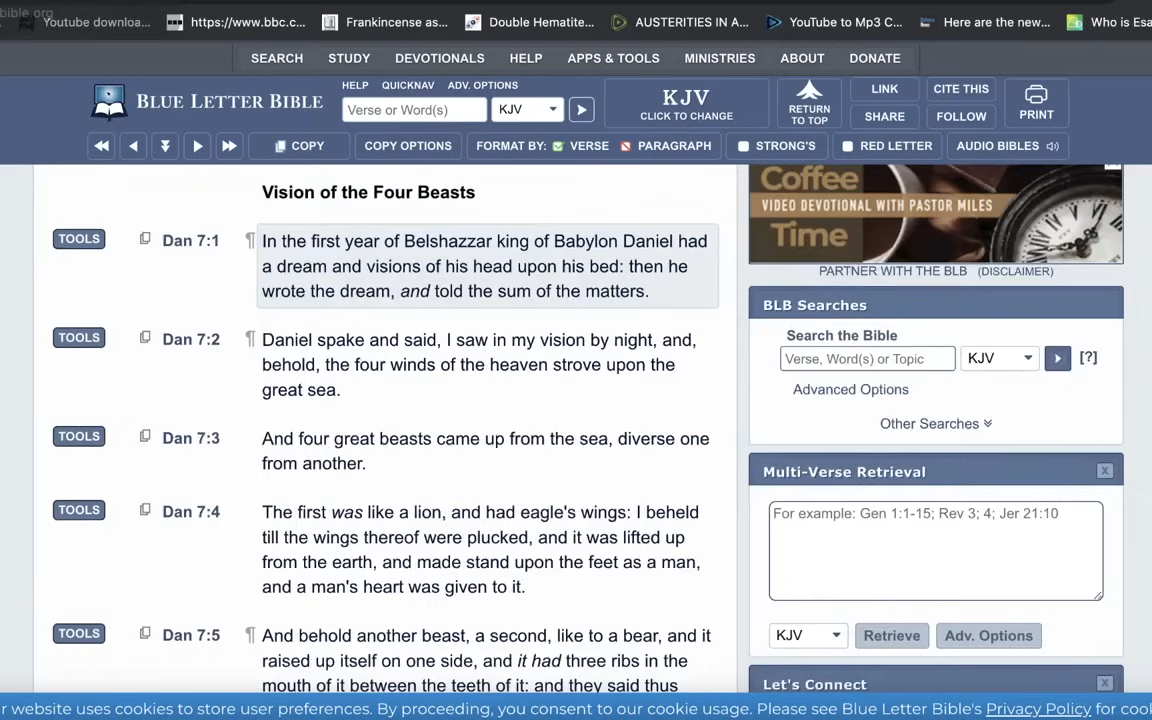 bible.org
Youtube downloa... https://www.bbc.c... Frankincense as... Double Hematite... AUSTERITIES IN A... YouTube to Mp3 C... Here are the new... Who is Esa
SEARCH STUDY DEVOTIONALS HELP APPS & TOOLS MINISTRIES ABOUT DONATE
BLUE LETTER BIBLE
HELP QUICKNAV ADV. OPTIONS
Verse or Word(s) KJV
KJV
CLICK TO CHANGE
RETURN
TO TOP
LINK CITE THIS
SHARE FOLLOW
PRINT
COPY COPY OPTIONS FORMAT BY: VERSE PARAGRAPH STRONG'S RED LETTER AUDIO BIBLES
Vision of the Four Beasts
TOOLS Dan 7:1 ¶ In the first year of Belshazzar king of Babylon Daniel had
a dream and visions of his head upon his bed: then he
wrote the dream, and told the sum of the matters.
TOOLS Dan 7:2 ¶ Daniel spake and said, I saw in my vision by night, and,
behold, the four winds of the heaven strove upon the
great sea.
TOOLS Dan 7:3 And four great beasts came up from the sea, diverse one
from another.
TOOLS Dan 7:4 The first was like a lion, and had eagle's wings: I beheld
till the wings thereof were plucked, and it was lifted up
from the earth, and made stand upon the feet as a man,
and a man's heart was given to it.
TOOLS Dan 7:5 ¶ And behold another beast, a second, like to a bear, and it
raised up itself on one side, and it had three ribs in the
mouth of it between the teeth of it: and they said thus
Coffee
VIDEO DEVOTIONAL WITH PASTOR MILES
Time
PARTNER WITH THE BLB (DISCLAIMER)
BLB Searches
Search the Bible
Verse, Word(s) or Topic KJV [?]
Advanced Options
Other Searches
Multi-Verse Retrieval X
For example: Gen 1:1-15; Rev 3; 4; Jer 21:10
KJV Retrieve Adv. Options
Let's Connect X
r website uses cookies to store user preferences. By proceeding, you consent to our cookie usage. Please see Blue Letter Bible's Privacy Policy for cook